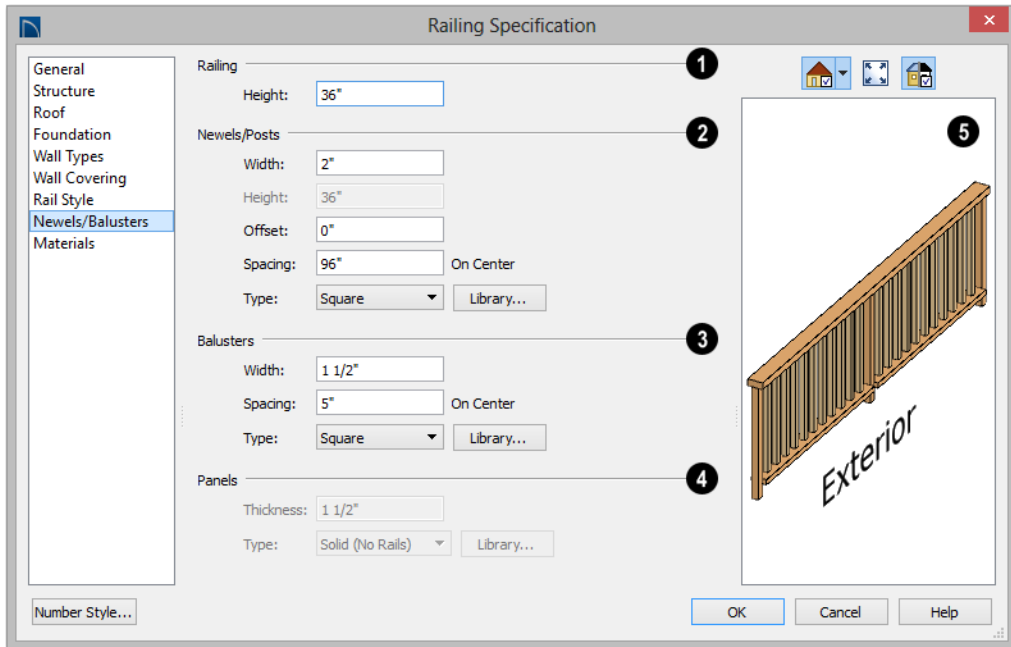 Railing Specification
General
Structure
Roof
Foundation
Wall Types
Wall Covering
Rail Style
Newels/Balusters
Materials
Railing 1
Height: 36"
Newels/Posts 2
Width: 2"
Height: 36"
Offset: 0"
Spacing: 96" On Center
Type: Square Library...
Balusters 3
Width: 1 1/2"
Spacing: 5" On Center
Type: Square Library...
Panels 4
Thickness: 1 1/2"
Type: Solid (No Rails) Library...
5
Exterior
Number Style...
OK Cancel Help